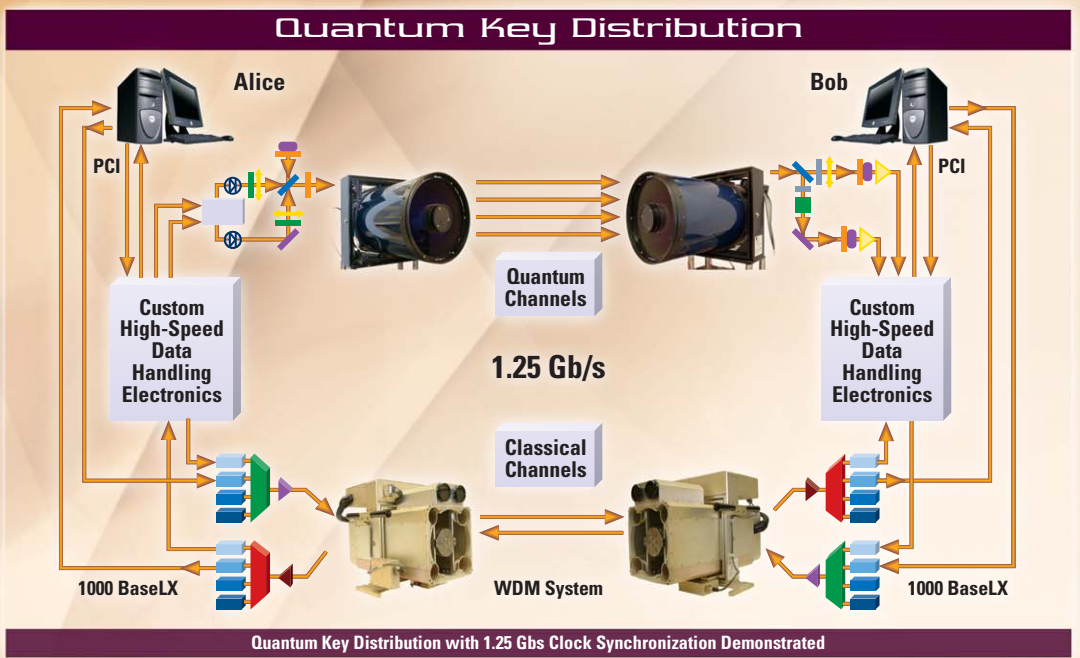 Quantum Key Distribution
Alice
Bob
PCI
PCI
Quantum
Channels
Custom
High-Speed
Data
Handling
Electronics
Custom
High-Speed
Data
Handling
Electronics
1.25 Gb/s
Classical
Channels
1000 BaseLX
WDM System
1000 BaseLX
Quantum Key Distribution with 1.25 Gbs Clock Synchronization Demonstrated